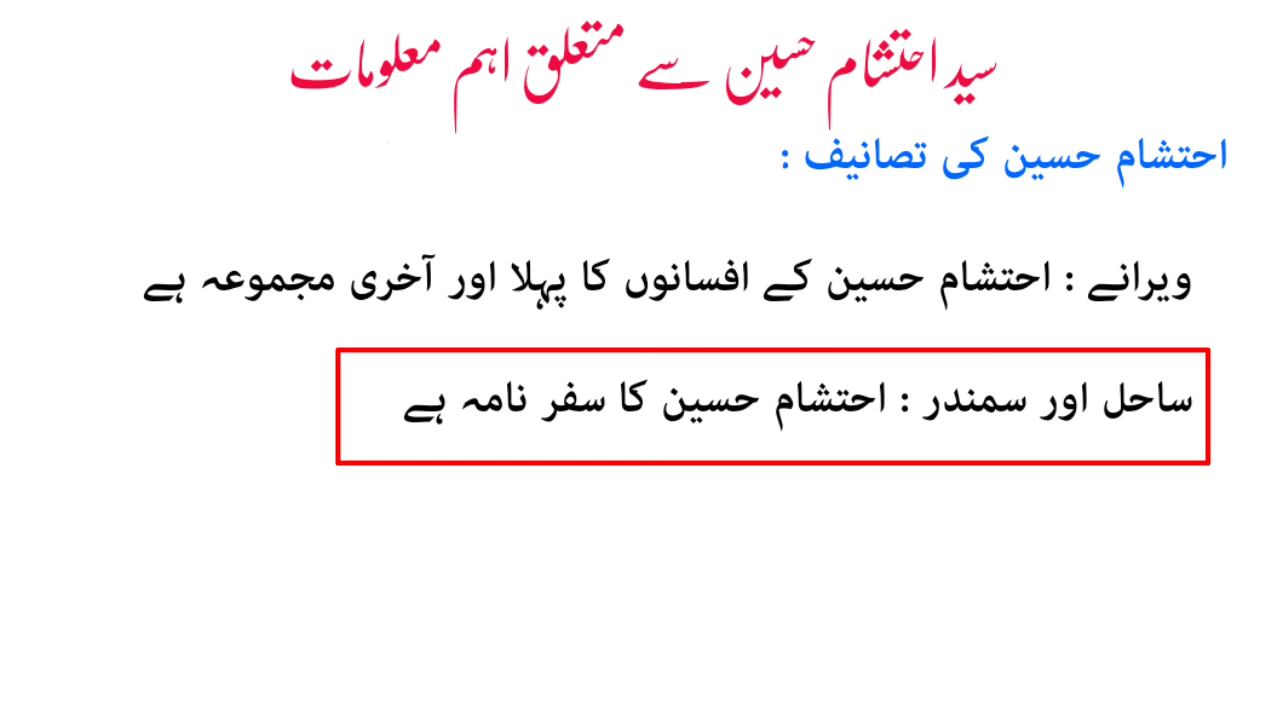 سید احتشام حسین سے متعلق اہم معلومات
احتشام حسین کی تصانیف :
ویرانے : احتشام حسین کے افسانوں کا پہلا اور آخری مجموعہ ہے
ساحل اور سمندر : احتشام حسین کا سفر نامہ ہے